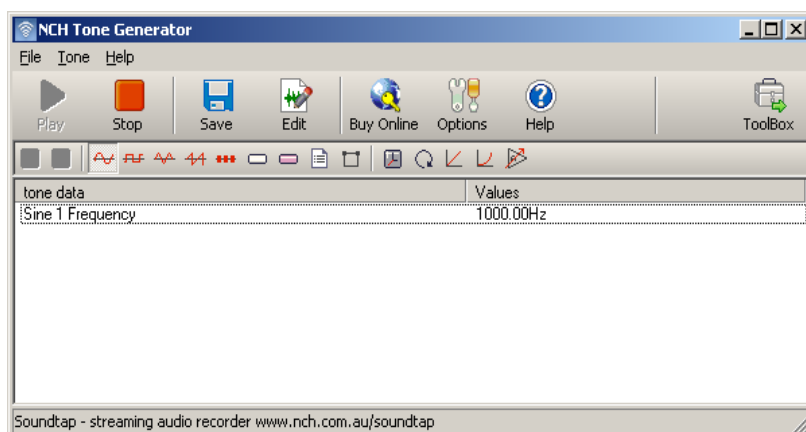 NCH Tone Generator
File Tone Help
Play Stop Save Edit Buy Online Options Help ToolBox
tone data Values
Sine 1 Frequency 1000.00Hz
Soundtap - streaming audio recorder www.nch.com.au/soundtap